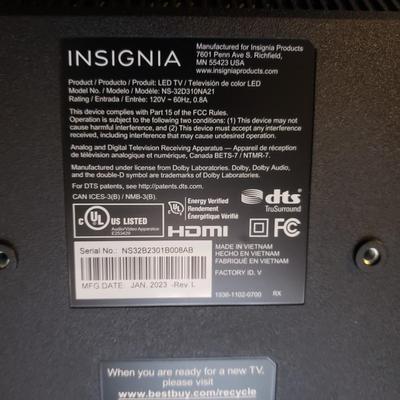 INSIGNIA
Manufactured for Insignia Products
7601 Penn Ave S. Richfield,
MN 55423 USA
www.insigniaproducts.com
Product / Producto / Produit: LED TV / Télévision de color LED
Model No. / Modelo / Modèle: NS-32D310NA21
Rating / Entrada / Entrée: 120V ~ 60Hz, 0.8A
This device complies with Part 15 of the FCC Rules.
Operation is subject to the following two conditions: (1) This device may not
cause harmful interference, and (2) This device must accept any interference
received, including interference that may cause undesired operation.
Analog and Digital Television Receiving Apparatus – Appareil de réception
de télévision analogique et numérique, Canada BETS-7 / NTMR-7.
Manufactured under license from Dolby Laboratories. Dolby, Dolby Audio,
and the double-D symbol are trademarks of Dolby Laboratories.
For DTS patents, see http://patents.dts.com.
CAN ICES-3(B) / NMB-3(B)
c UL US LISTED
Audio/Video Apparatus
E253429
Energy Verified
Rendement
Énergétique Vérifié
HDMI
dts
TruSurround
FC
Serial No.: NS32B2301B008AB
MFG.DATE: JAN. 2023 -Rev.L
MADE IN VIETNAM
HECHO EN VIETNAM
FABRIQUÉ EN VIETNAM
FACTORY ID. V
1936-1102-0700 RX
When you are ready for a new TV,
please visit
www.bestbuy.com/recycle